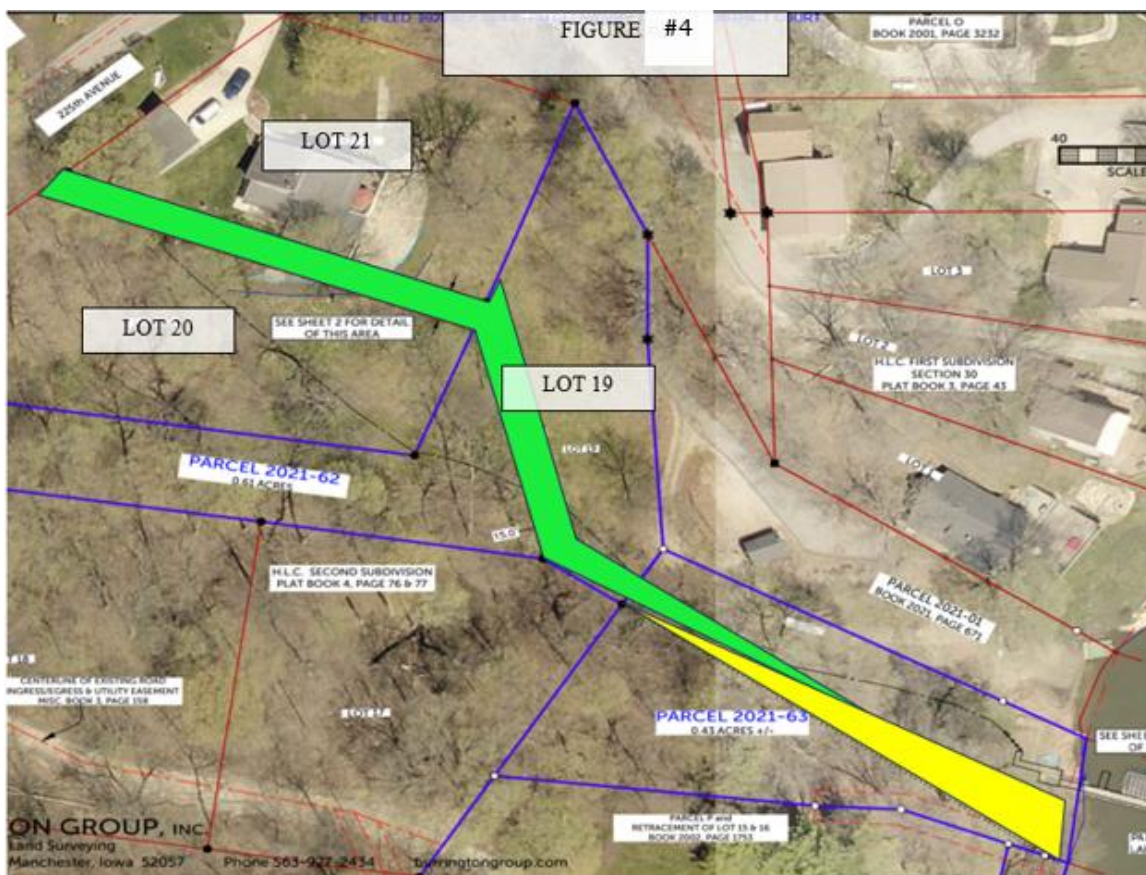 FIGURE #4
PARCEL O
BOOK 2001, PAGE 3232
225th AVENUE
LOT 21
40
SCALE
LOT 3
LOT 20
SEE SHEET 2 FOR DETAIL
OF THIS AREA
LOT 2
H.L.C. FIRST SUBDIVISION
SECTION 30
PLAT BOOK 3, PAGE 43
LOT 19
LOT 19
PARCEL 2021-62
0.61 ACRES
15.0'
H.L.C. SECOND SUBDIVISION
PLAT BOOK 4, PAGE 76 & 77
PARCEL 2021-01
BOOK 2021, PAGE 671
CENTERLINE OF EXISTING ROAD
INGRESS/EGRESS & UTILITY EASEMENT
MISC. BOOK 3, PAGE 158
LOT 17
PARCEL 2021-63
0.43 ACRES +/-
SEE SHEE
OF
PARCEL P and
RETRACEMENT OF LOT 15 & 16
BOOK 2002, PAGE 1753
ON GROUP, INC.
Land Surveying
Manchester, Iowa 52057 Phone 563-927-2434 burringtongroup.com